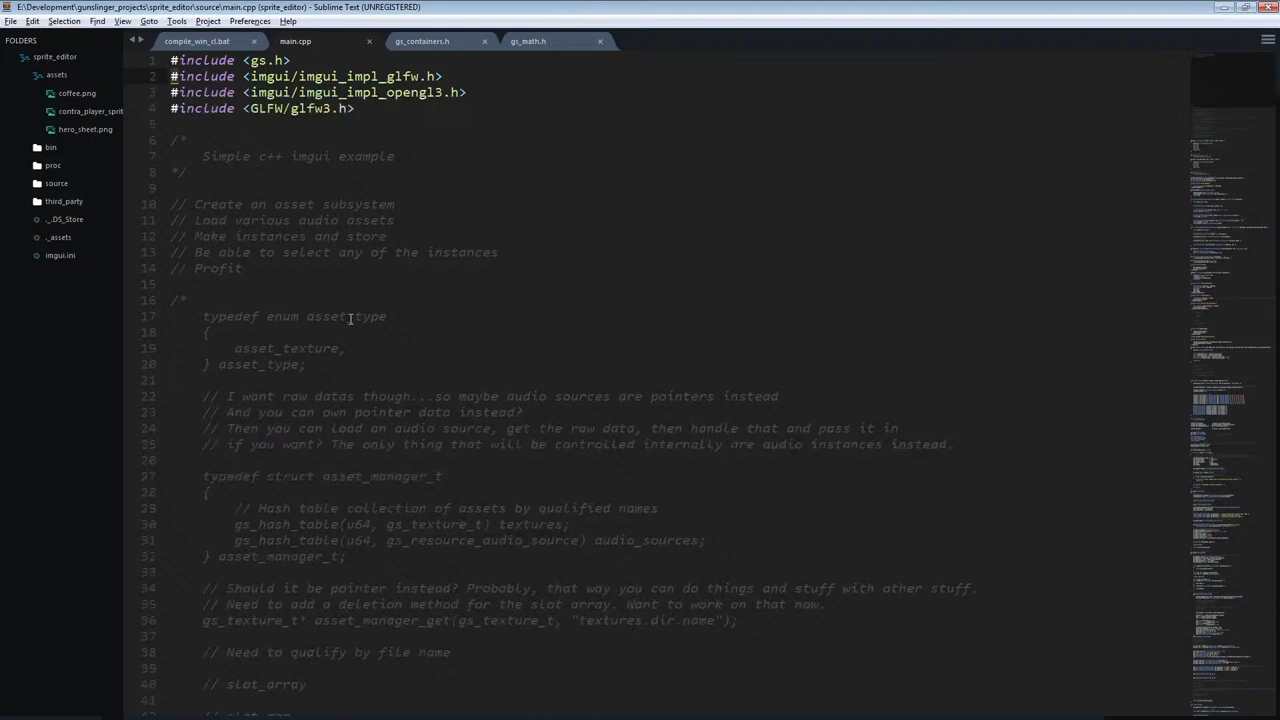 E:\Development\gunslinger_projects\sprite_editor\source\main.cpp (sprite_editor) - Sublime Text (UNREGISTERED)
File Edit Selection Find View Goto Tools Project Preferences Help
FOLDERS
sprite_editor
assets
coffee.png
contra_player_sprit
hero_sheet.png
bin
proc
source
third_party
._.DS_Store
._assets
imgui.ini
compile_win_cl.bat
main.cpp
gs_containers.h
gs_math.h
1 #include <gs.h>
2 #include <imgui/imgui_impl_glfw.h>
3 #include <imgui/imgui_impl_opengl3.h>
4 #include <GLFW/glfw3.h>
5
6 /*
7 Simple c++ imgui example
8 */
9
10 // Create an asset subsystem
11 // Load various audio assets
12 // Make instances and store
13 // Be able to select any of the instances
14 // Profit
15
16 /*
17 typedef enum asset_type
18 {
19 asset_texture,
20 } asset_type;
21
22 // I want raw datas though...so maybe audio sources are pointers instead
23 // And you can own pointer data instead?
24 // Then you can load an audio source, get the raw data, then handle that and pass it in
25 // if you want? The only thing that will be controlled internally are audio instances instead.
26
27 typedef struct asset_manager_t
28 {
29 // Hash table collection of assets by qualified names
30 gs_hash_table(u64, gs_texture_t) textures;
31 gs_hash_table(u64, gs_resource_audio_source) audio_sources;
32 } asset_manager_t;
33
34 // Should it be pointer instead? Probably, that way you can do things and stuff with other stuff.
35 // Need to add a deletion method for the slot array. Want to work on that now.
36 gs_texture_t* asset_manager_get(gs_texture_t, "textures.dir.name");
37
38 // Need to qualify by file name
39
40 // slot_array
41